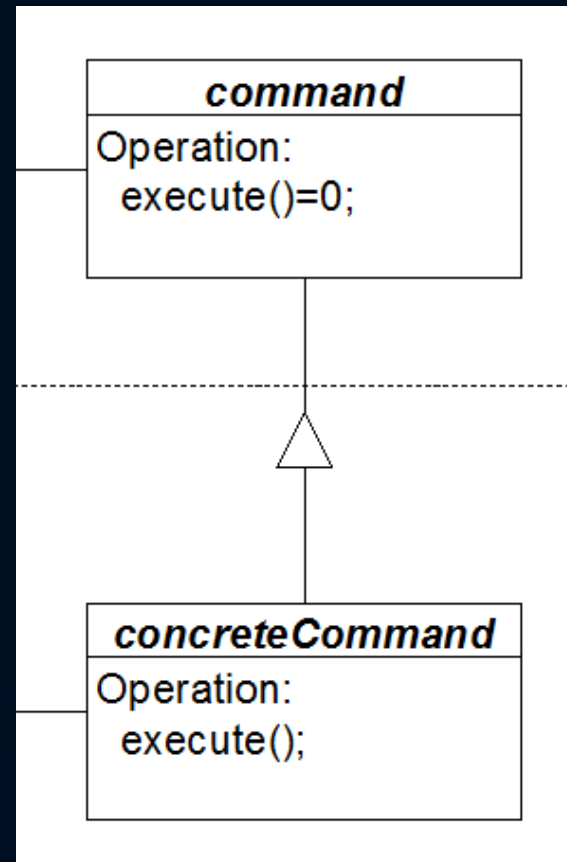 command
Operation:
execute()=0;
concreteCommand
Operation:
execute();